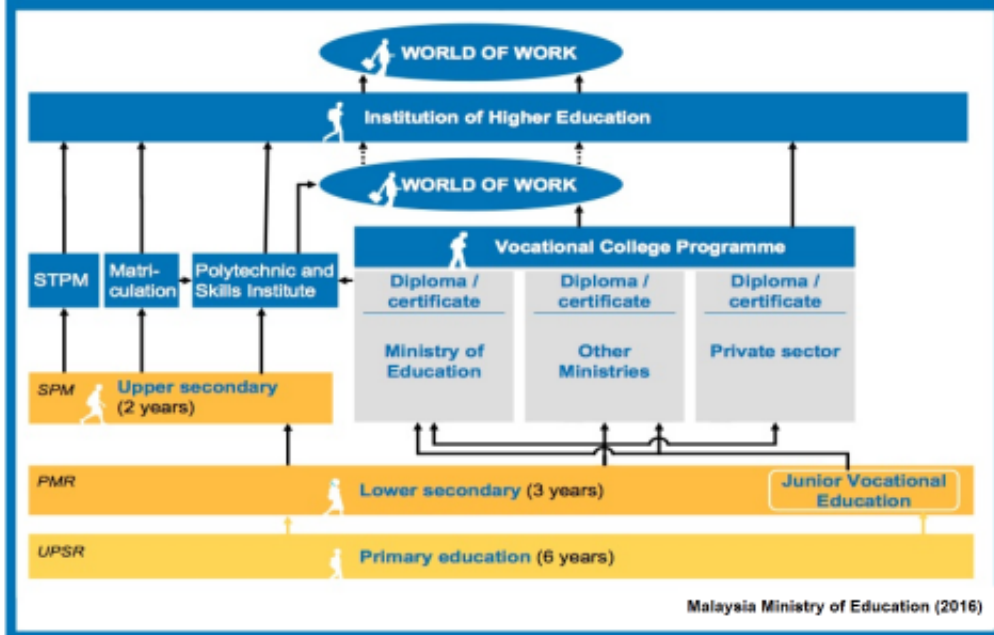 WORLD OF WORK
Institution of Higher Education
WORLD OF WORK
Vocational College Programme
STPM
Matri-
culation
Polytechnic and
Skills Institute
Diploma /
certificate
Ministry of
Education
Diploma /
certificate
Other
Ministries
Diploma /
certificate
Private sector
SPM
Upper secondary
(2 years)
PMR
Lower secondary (3 years)
Junior Vocational
Education
UPSR
Primary education (6 years)
Malaysia Ministry of Education (2016)